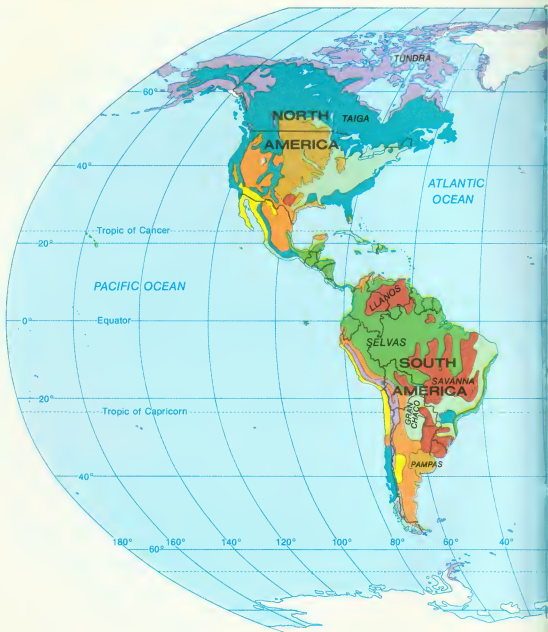 TUNDRA
60°
NORTH
TAIGA
AMERICA
40°
ATLANTIC
OCEAN
Tropic of Cancer
20°
PACIFIC OCEAN
LLANOS
0°
Equator
SELVAS
SOUTH
SAVANNA
AMERICA
20°
Tropic of Capricorn
GRAN
CHACO
PAMPAS
40°
180°
160°
140°
120°
100°
80°
60°
40°
60°